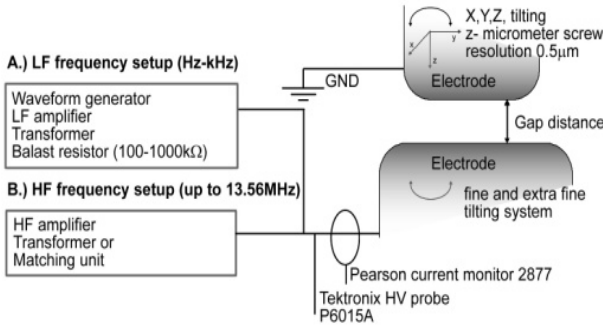 A.) LF frequency setup (Hz-kHz)
Waveform generator
LF amplifier
Transformer
Balast resistor (100-1000kΩ)
B.) HF frequency setup (up to 13.56MHz)
HF amplifier
Transformer or
Matching unit
GND
X,Y,Z, tilting
z- micrometer screw
resolution 0.5μm
x
y
z
Electrode
Gap distance
Electrode
fine and extra fine
tilting system
Pearson current monitor 2877
Tektronix HV probe
P6015A